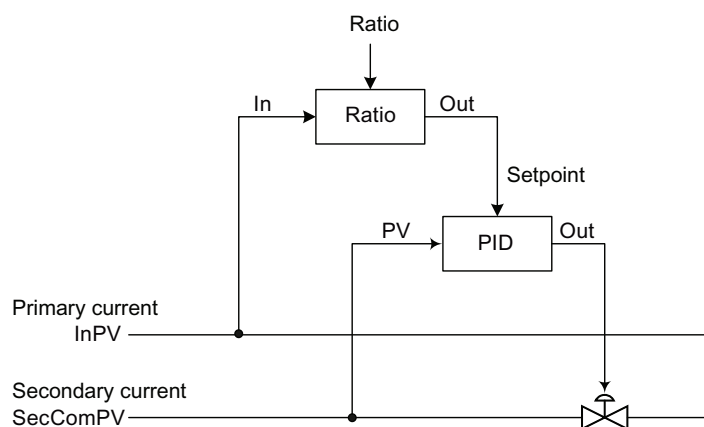 Ratio
In
Ratio
Out
Setpoint
PV
PID
Out
Primary current
InPV
Secondary current
SecComPV